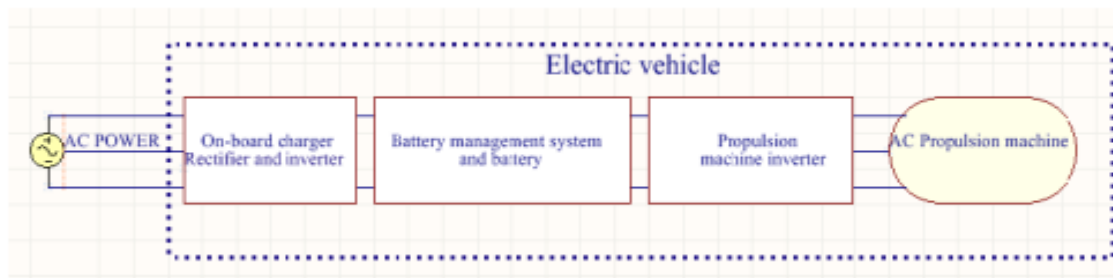 Electric vehicle
AC POWER
On-board charger
Rectifier and inverter
Battery management system
and battery
Propulsion
machine inverter
AC Propulsion machine